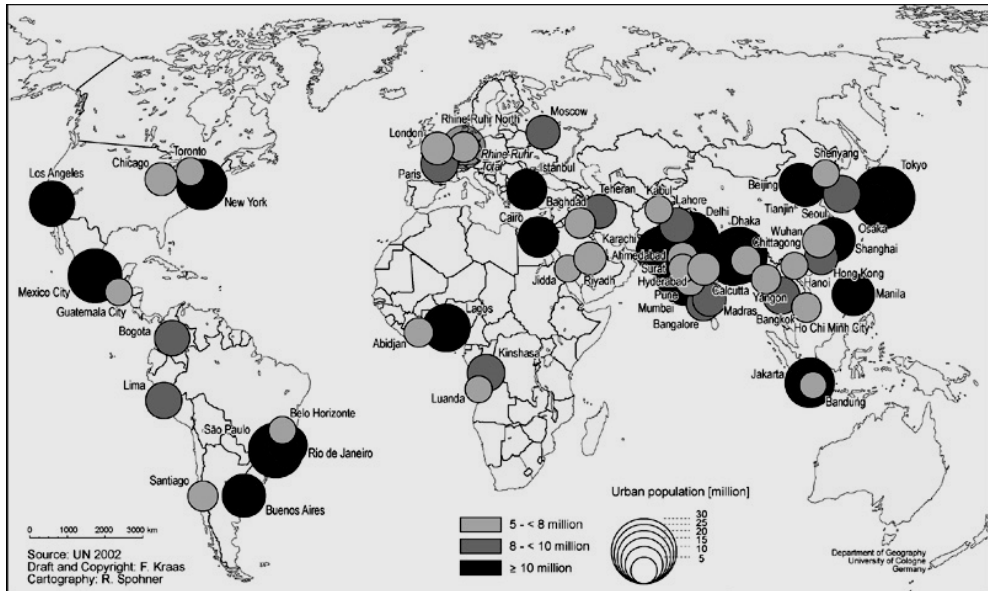 Moscow
Rhine-Ruhr North
London
Rhine-Ruhr
Total
Paris
Istanbul
Toronto
Chicago
Los Angeles
New York
Shenyang
Tokyo
Beijing
Tianjin
Seoul
Osaka
Teheran
Kabul
Lahore
Baghdad
Delhi
Dhaka
Cairo
Karachi
Wuhan
Chittagong
Shanghai
Ahmedabad
Surat
Jidda
Riyadh
Hyderabad
Calcutta
Hanoi
Hong Kong
Pune
Yangon
Manila
Mumbai
Madras
Bangkok
Bangalore
Ho Chi Minh City
Mexico City
Guatemala City
Bogota
Abidjan
Lagos
Kinshasa
Luanda
Jakarta
Bandung
Lima
Belo Horizonte
São Paulo
Rio de Janeiro
Santiago
Buenos Aires
Urban population [million]
5 - < 8 million
8 - < 10 million
≥ 10 million
30
25
20
15
10
5
0 1000 2000 3000 km
Source: UN 2002
Draft and Copyright: F. Kraas
Cartography: R. Spohner
Department of Geography
University of Cologne
Germany